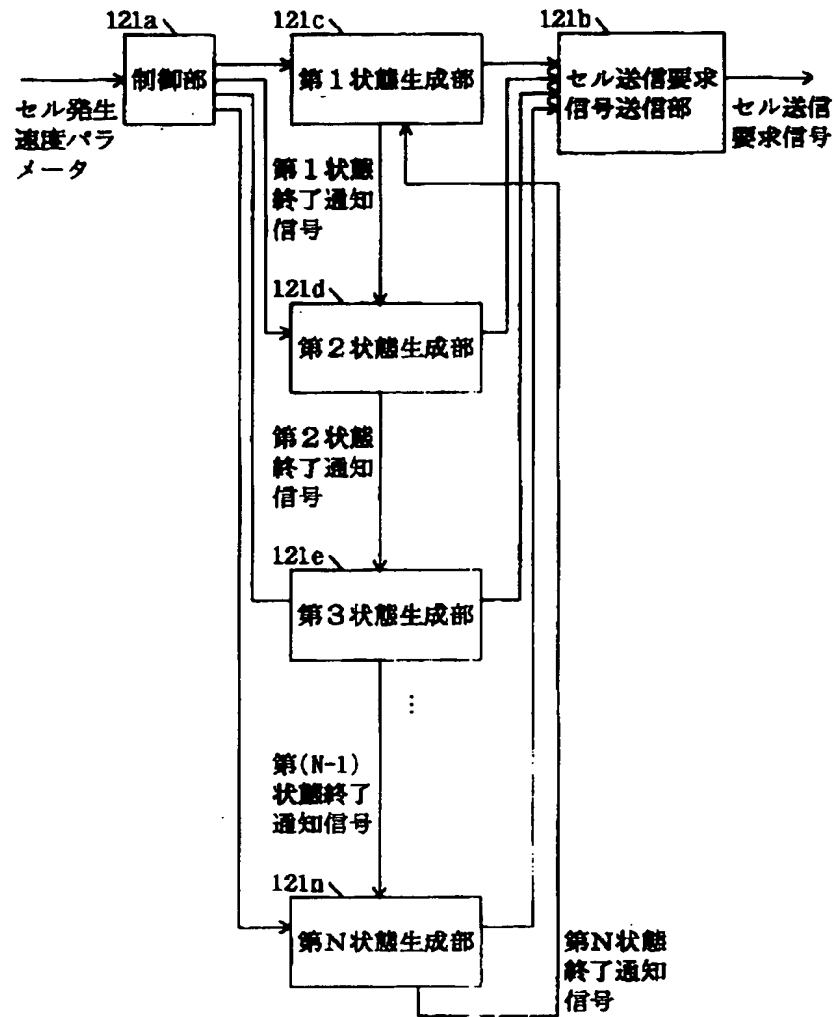 121a
制御部
セル発生
速度パラ
メータ
121c
第1状態生成部
121b
セル送信要求
信号送信部
セル送信
要求信号
第1状態
終了通知
信号
121d
第2状態生成部
第2状態
終了通知
信号
121e
第3状態生成部
…
第(N-1)
状態終了
通知信号
121n
第N状態生成部
第N状態
終了通知
信号